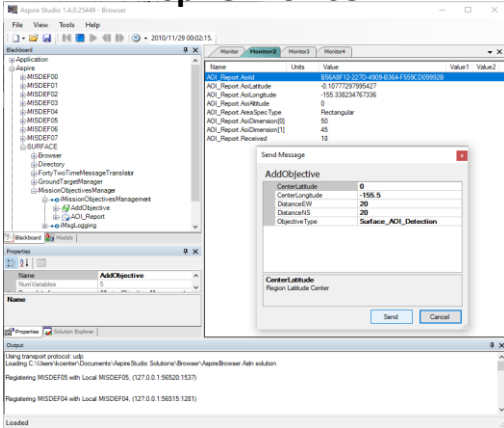 Aspire Studio 1.4.0.25449 - Browser
File View Tools Help
2010/11/29 00:02:15.
Blackboard
Application
Aspire
MISDEF00
MISDEF01
MISDEF02
MISDEF03
MISDEF04
MISDEF05
MISDEF06
MISDEF07
SURFACE
Browser
Directory
FortyTwoTimeMessageTranslator
GroundTargetManager
MissionObjectivesManager
iMissionObjectivesManagement
AddObjective
AOI_Report
iMsgLogging
Blackboard Models
Monitor Monitor2 Monitor3 Monitor4
Name Units Value Value1 Value2
AOI_Report.AoiId B56A8F12-227D-4909-B364-F559CD09992B
AOI_Report.AoiLatitude -0.10777297995427
AOI_Report.AoiLongitude -155.338234767336
AOI_Report.AoiAltitude 0
AOI_Report.AreaSpecType Rectangular
AOI_Report.AoiDimension[0] 50
AOI_Report.AoiDimension[1] 45
AOI_Report.Received 18
Send Message
AddObjective
CenterLatitude 0
CenterLongitude -155.5
DistanceEW 20
DistanceNS 20
ObjectiveType Surface_AOI_Detection
CenterLatitude
Region Latitude Center
Send Cancel
Properties
Name AddObjective
NumVariables 5
Name
Properties Solution Explorer
Output
Using transport protocol: udp
Loading C:\Users\kcenter\Documents\Aspire Studio Solutions\Browser\AspireBrowser.Asln solution
Registering MISDEF05 with Local MISDEF05, (127.0.0.1:56520:1537)
Registering MISDEF04 with Local MISDEF04, (127.0.0.1:56515:1281)
Loaded